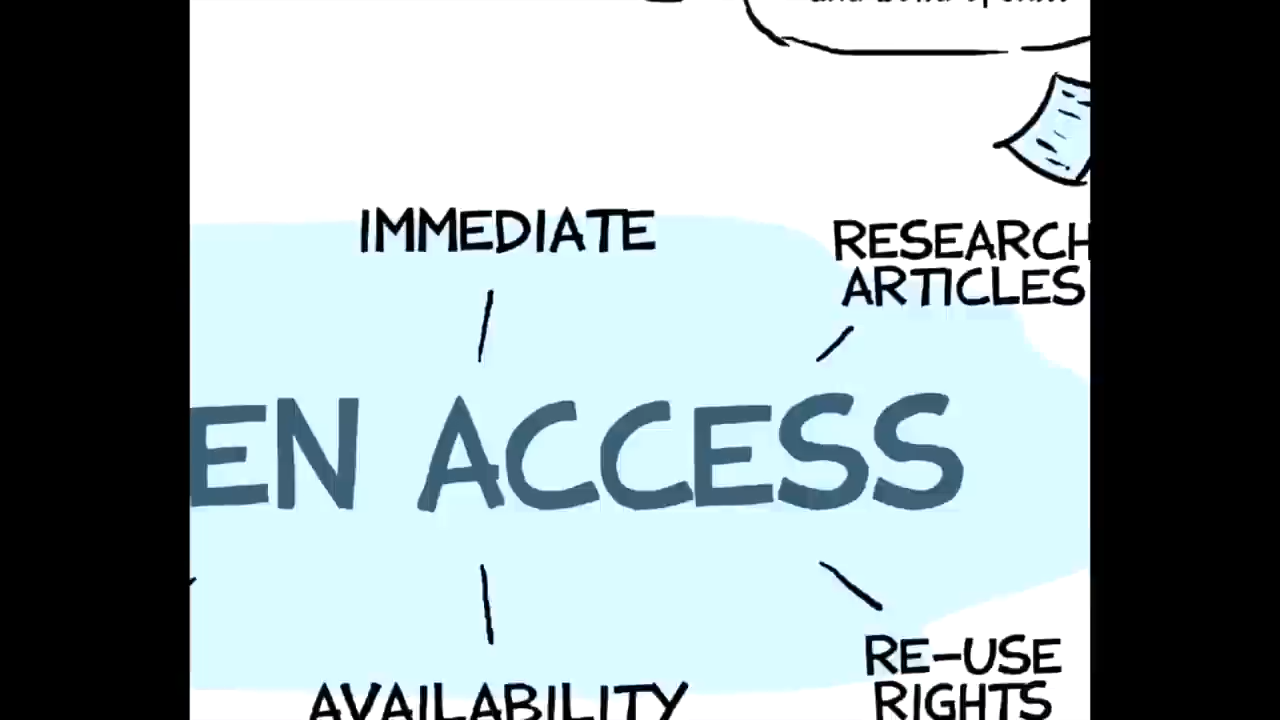 IMMEDIATE
RESEARCH
ARTICLES
EN ACCESS
AVAILABILITY
RE-USE
RIGHTS